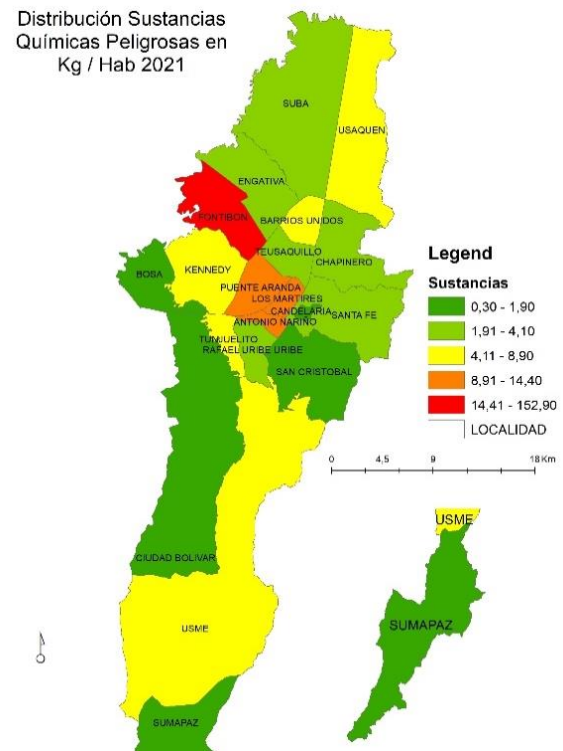 Distribución Sustancias
Químicas Peligrosas en
Kg / Hab 2021
SUBA
USAQUEN
ENGATIVA
FONTIBON
BARRIOS UNIDOS
TEUSAQUILLO
CHAPINERO
BOSA
KENNEDY
PUENTE ARANDA
LOS MARTIRES
CANDELARIA
SANTA FE
ANTONIO NARIÑO
TUNJUELITO
RAFAEL URIBE URIBE
SAN CRISTOBAL
CIUDAD BOLIVAR
USME
SUMAPAZ
Legend
Sustancias
0,30 - 1,90
1,91 - 4,10
4,11 - 8,90
8,91 - 14,40
14,41 - 152,90
LOCALIDAD
0 4,5 9 18 Km
USME
SUMAPAZ